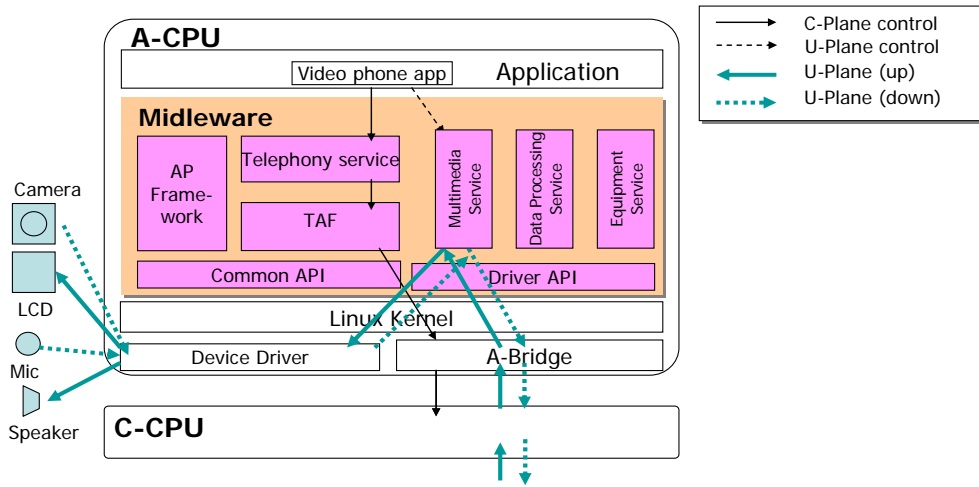 A-CPU
Video phone app
Application
Midleware
AP
Frame-
work
Telephony service
TAF
Multimedia
Service
Data Processing
Service
Equipment
Service
Common API
Driver API
Linux Kernel
Device Driver
A-Bridge
C-CPU
Camera
LCD
Mic
Speaker
C-Plane control
U-Plane control
U-Plane (up)
U-Plane (down)